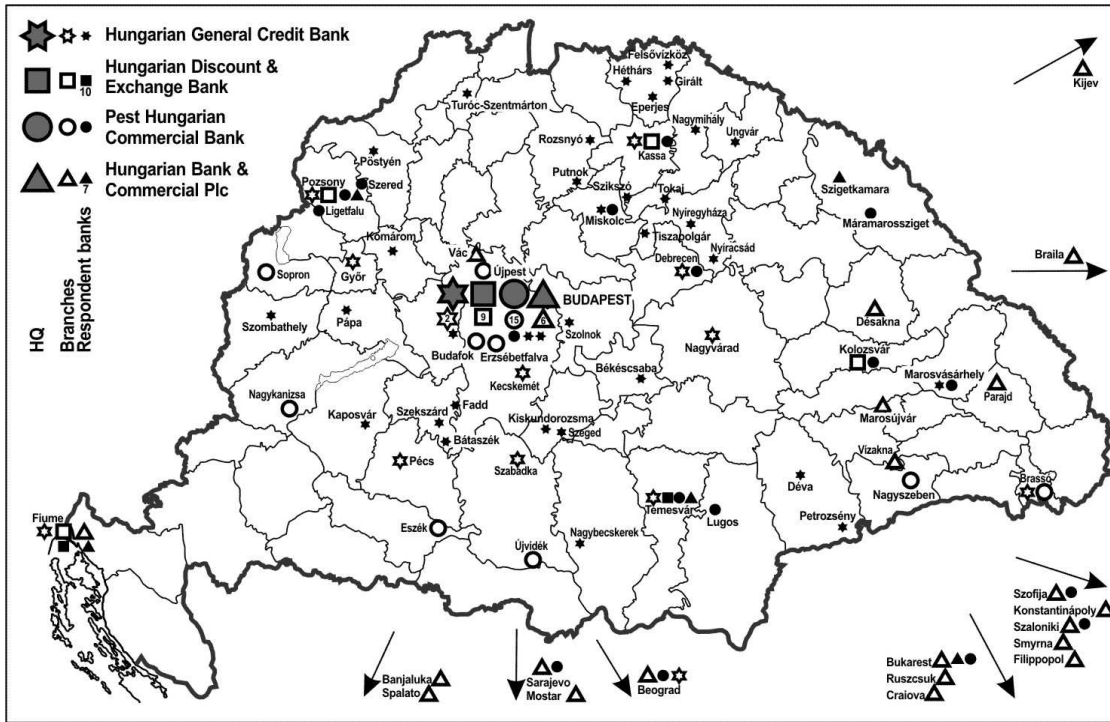 Hungarian General Credit Bank
Hungarian Discount &
Exchange Bank
10
Pest Hungarian
Commercial Bank
Hungarian Bank &
Commercial Plc
7
HQ
Branches
Respondent banks
Felsővízköz
Héthárs
Girált
Eperjes
Turóc-Szentmárton
Nagymihály
Ungvár
Rozsnyó
Kassa
Kijev
Pöstyén
Pozsony
Szered
Ligetfalu
Putnok
Szikszó
Tokaj
Miskolc
Nyíregyháza
Tiszapolgár
Nyíracsád
Debrecen
Szigetkamara
Máramarossziget
Komárom
Vác
Újpest
Sopron
Győr
Braila
BUDAPEST
2
9
15
6
Szombathely
Pápa
Budafok
Erzsébetfalva
Szolnok
Nagyvárad
Désakna
Kolozsvár
Kecskemét
Békéscsaba
Marosvásárhely
Parajd
Nagykanizsa
Kaposvár
Szekszárd
Fadd
Bátaszék
Kiskundorozsma
Szeged
Marosújvár
Pécs
Szabadka
Vízakna
Nagyszeben
Brassó
Déva
Temesvár
Lugos
Petrozsény
Fiume
Eszék
Újvidék
Nagybecskerek
Banjaluka
Spalato
Sarajevo
Mostar
Beograd
Bukarest
Ruszcsuk
Craiova
Szofija
Konstantinápoly
Szaloniki
Smyrna
Filippopol